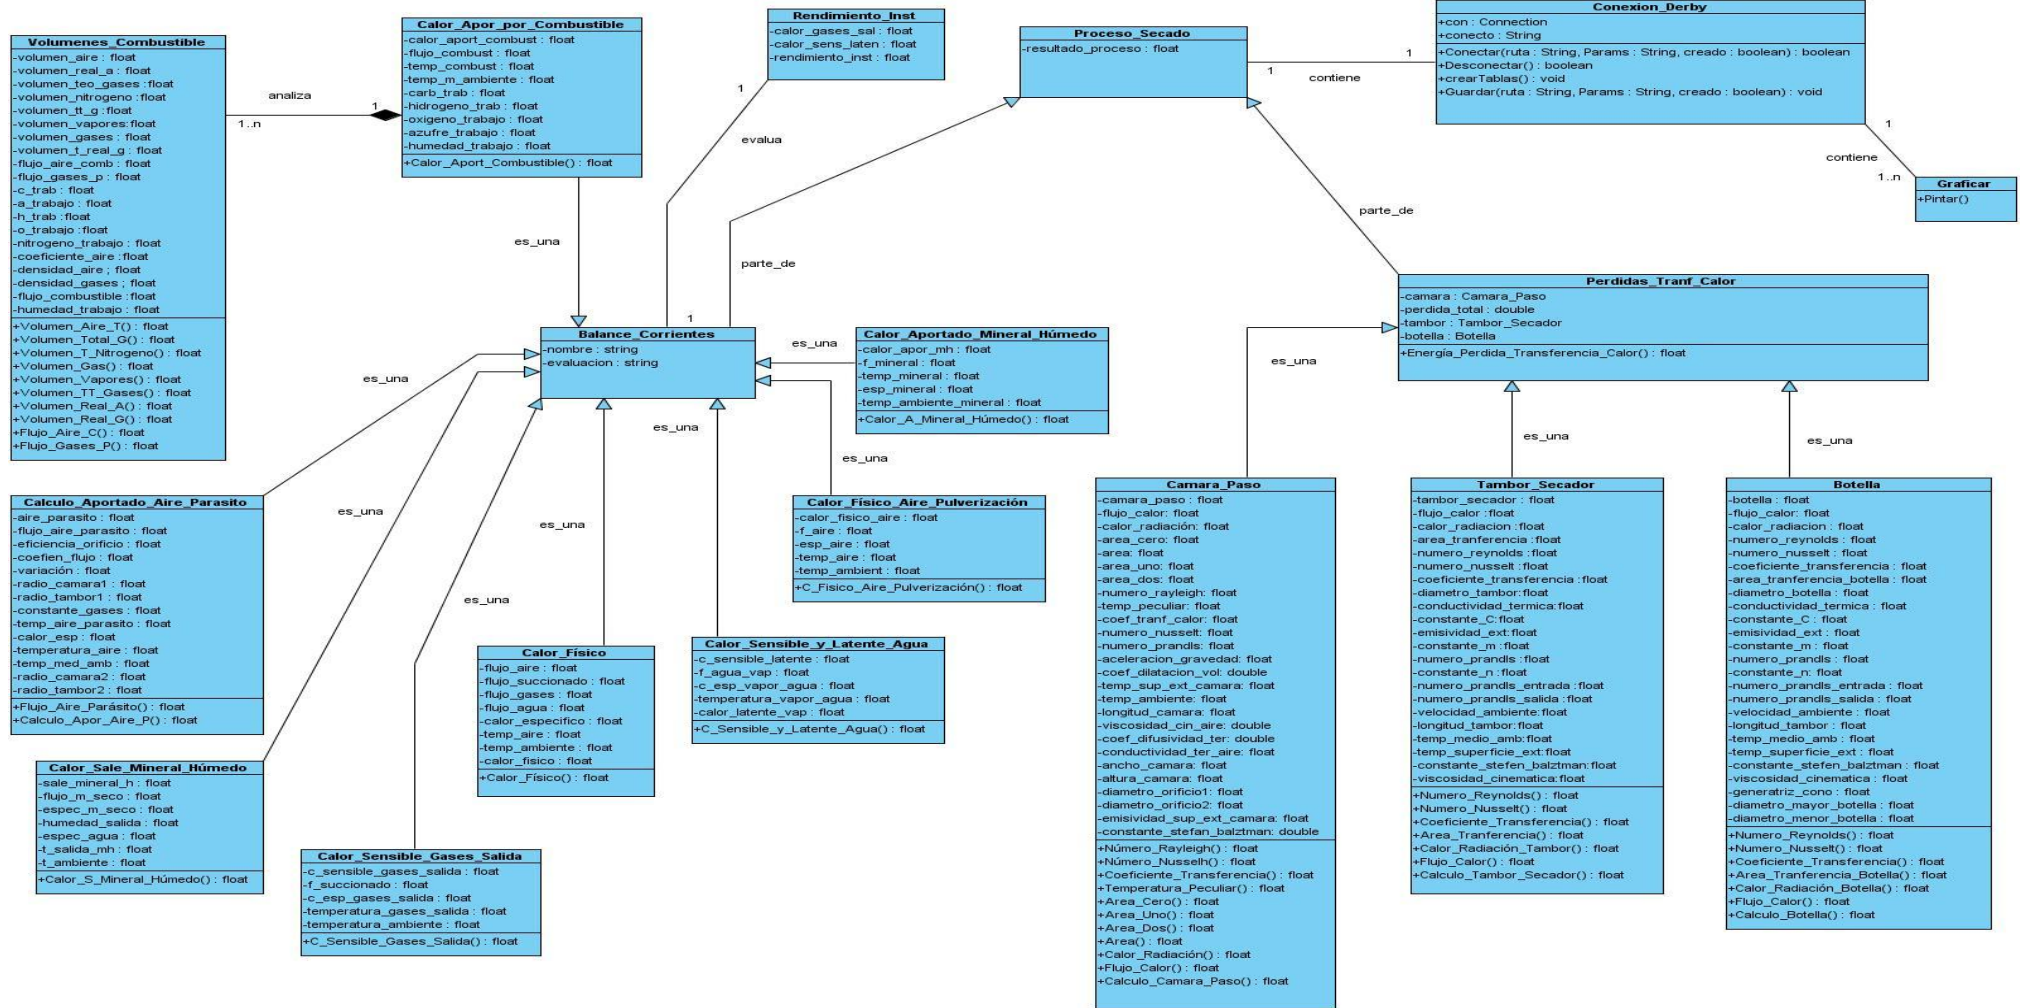 Volumenes_Combustible
-volumen_aire : float
-volumen_real_a : float
-volumen_teo_gases :float
-volumen_nitrogeno :float
-volumen_tt_g :float
-volumen_vapores:float
-volumen_gases : float
-volumen_t_real_g : float
-flujo_aire_comb : float
-flujo_gases_p : float
-c_trab : float
-a_trabajo : float
-h_trab :float
-o_trabajo :float
-nitrogeno_trabajo : float
-coeficiente_aire :float
-densidad_aire ; float
-densidad_gases ; float
-flujo_combustible :float
-humedad_trabajo : float
+Volumen_Aire_T() : float
+Volumen_Total_G() : float
+Volumen_T_Nitrogeno() : float
+Volumen_Gas() : float
+Volumen_Vapores() : float
+Volumen_TT_Gases() : float
+Volumen_Real_A() : float
+Volumen_Real_G() : float
+Flujo_Aire_C() : float
+Flujo_Gases_P() : float
analiza
1..n
1
Calor_Apor_por_Combustible
-calor_aport_combust : float
-flujo_combust : float
-temp_combust : float
-temp_m_ambiente : float
-carb_trab : float
-hidrogeno_trab : float
-oxigeno_trabajo : float
-azufre_trabajo : float
-humedad_trabajo : float
+Calor_Aport_Combustible() : float
es_una
Rendimiento_Inst
-calor_gases_sal : float
-calor_sens_laten : float
-rendimiento_inst : float
1
evalua
1
Proceso_Secado
-resultado_proceso : float
1
contiene
1
parte_de
parte_de
Conexion_Derby
+con : Connection
+conecto : String
+Conectar(ruta : String, Params : String, creado : boolean) : boolean
+Desconectar() : boolean
+crearTablas() : void
+Guardar(ruta : String, Params : String, creado : boolean) : void
1
contiene
1..n
Graficar
+Pintar()
Balance_Corrientes
-nombre : string
-evaluacion : string
es_una
Calor_Aportado_Mineral_Húmedo
-calor_apor_mh : float
-f_mineral : float
-temp_mineral : float
-esp_mineral : float
-temp_ambiente_mineral : float
+Calor_A_Mineral_Húmedo() : float
Perdidas_Tranf_Calor
-camara : Camara_Paso
-perdida_total : double
-tambor : Tambor_Secador
-botella : Botella
+Energía_Perdida_Transferencia_Calor() : float
es_una
es_una
es_una
es_una
es_una
es_una
es_una
es_una
es_una
Calculo_Aportado_Aire_Parasito
-aire_parasito : float
-flujo_aire_parasito : float
-eficiencia_orificio : float
-coefien_flujo : float
-variación : float
-radio_camara1 : float
-radio_tambor1 : float
-constante_gases : float
-temp_aire_parasito : float
-calor_esp : float
-temperatura_aire : float
-temp_med_amb : float
-radio_camara2 : float
-radio_tambor2 : float
+Flujo_Aire_Parásito() : float
+Calculo_Apor_Aire_P() : float
Calor_Sale_Mineral_Húmedo
-sale_mineral_h : float
-flujo_m_seco : float
-espec_m_seco : float
-humedad_salida : float
-espec_agua : float
-t_salida_mh : float
-t_ambiente : float
+Calor_S_Mineral_Húmedo() : float
Calor_Sensible_Gases_Salida
-c_sensible_gases_salida : float
-f_succionado : float
-c_esp_gases_salida : float
-temperatura_gases_salida : float
-temperatura_ambiente : float
+C_Sensible_Gases_Salida() : float
Calor_Físico
-flujo_aire : float
-flujo_succionado : float
-flujo_gases : float
-flujo_agua : float
-calor_especifico : float
-temp_aire : float
-temp_ambiente : float
-calor_fisico : float
+Calor_Físico() : float
Calor_Sensible_y_Latente_Agua
-c_sensible_latente : float
-f_agua_vap : float
-c_esp_vapor_agua : float
-temperatura_vapor_agua : float
-calor_latente_vap : float
+C_Sensible_y_Latente_Agua() : float
Calor_Físico_Aire_Pulverización
-calor_fisico_aire : float
-f_aire : float
-esp_aire : float
-temp_aire : float
-temp_ambient : float
+C_Fisico_Aire_Pulverización() : float
Camara_Paso
-camara_paso : float
-flujo_calor: float
-calor_radiación: float
-area_cero: float
-area: float
-area_uno: float
-area_dos: float
-numero_rayleigh: float
-temp_peculiar: float
-coef_tranf_calor: float
-numero_nusselt: float
-numero_prandls: float
-aceleracion_gravedad: float
-coef_dilatacion_vol: double
-temp_sup_ext_camara: float
-temp_ambiente: float
-longitud_camara: float
-viscosidad_cin_aire: double
-coef_difusividad_ter: double
-conductividad_ter_aire: float
-ancho_camara: float
-altura_camara: float
-diametro_orificio1: float
-diametro_orificio2: float
-emisividad_sup_ext_camara: float
-constante_stefan_balztman: double
+Número_Rayleigh() : float
+Número_Nusselh() : float
+Coeficiente_Transferencia() : float
+Temperatura_Peculiar() : float
+Area_Cero() : float
+Area_Uno() : float
+Area_Dos() : float
+Area() : float
+Calor_Radiación() : float
+Flujo_Calor() : float
+Calculo_Camara_Paso() : float
Tambor_Secador
-tambor_secador : float
-flujo_calor :float
-calor_radiacion :float
-area_tranferencia : float
-numero_reynolds :float
-numero_nusselt : float
-coeficiente_transferencia :float
-diametro_tambor: float
-conductividad_termica:float
-constante_C:float
-emisividad_ext:float
-constante_m :float
-numero_prandls :float
-constante_n :float
-numero_prandls_entrada :float
-numero_prandls_salida : float
-velocidad_ambiente:float
-longitud_tambor:float
-temp_medio_amb: float
-temp_superficie_ext:float
-constante_stefen_balztman:float
-viscosidad_cinematica:float
+Numero_Reynolds() : float
+Numero_Nusselt() : float
+Coeficiente_Transferencia() : float
+Area_Tranferencia() : float
+Calor_Radiación_Tambor() : float
+Flujo_Calor() : float
+Calculo_Tambor_Secador() : float
Botella
-botella : float
-flujo_calor: float
-calor_radiacion : float
-numero_reynolds : float
-numero_nusselt : float
-coeficiente_transferencia : float
-area_tranferencia_botella : float
-diametro_botella : float
-conductividad_termica : float
-constante_C : float
-emisividad_ext : float
-constante_m : float
-numero_prandls : float
-constante_n: float
-numero_prandls_entrada : float
-numero_prandls_salida : float
-velocidad_ambiente : float
-longitud_tambor : float
-temp_medio_amb : float
-temp_superficie_ext : float
-constante_stefen_balztman : float
-viscosidad_cinematica : float
-generatriz_cono : float
-diametro_mayor_botella : float
-diametro_menor_botella : float
+Numero_Reynolds() : float
+Numero_Nusselt() : float
+Coeficiente_Transferencia() : float
+Area_Tranferencia_Botella() : float
+Calor_Radiación_Botella() : float
+Flujo_Calor() : float
+Calculo_Botella() : float